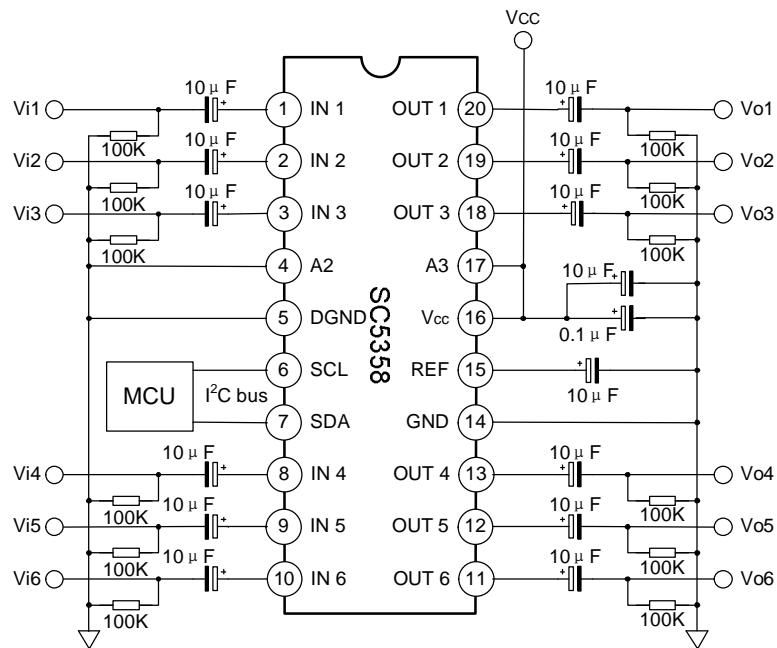 Vcc
10μF 10μF
Vi1 1 IN 1 OUT 1 20 Vo1
100K 10μF 10μF 100K
Vi2 2 IN 2 OUT 2 19 Vo2
100K 10μF 10μF 100K
Vi3 3 IN 3 OUT 3 18 Vo3
100K 100K
4 A2 A3 17
10μF
5 DGND Vcc 16
0.1μF
SC5358
MCU I²C bus 6 SCL REF 15
10μF
7 SDA GND 14
10μF 10μF
Vi4 8 IN 4 OUT 4 13 Vo4
100K 10μF 10μF 100K
Vi5 9 IN 5 OUT 5 12 Vo5
100K 10μF 10μF 100K
Vi6 10 IN 6 OUT 6 11 Vo6
100K 100K